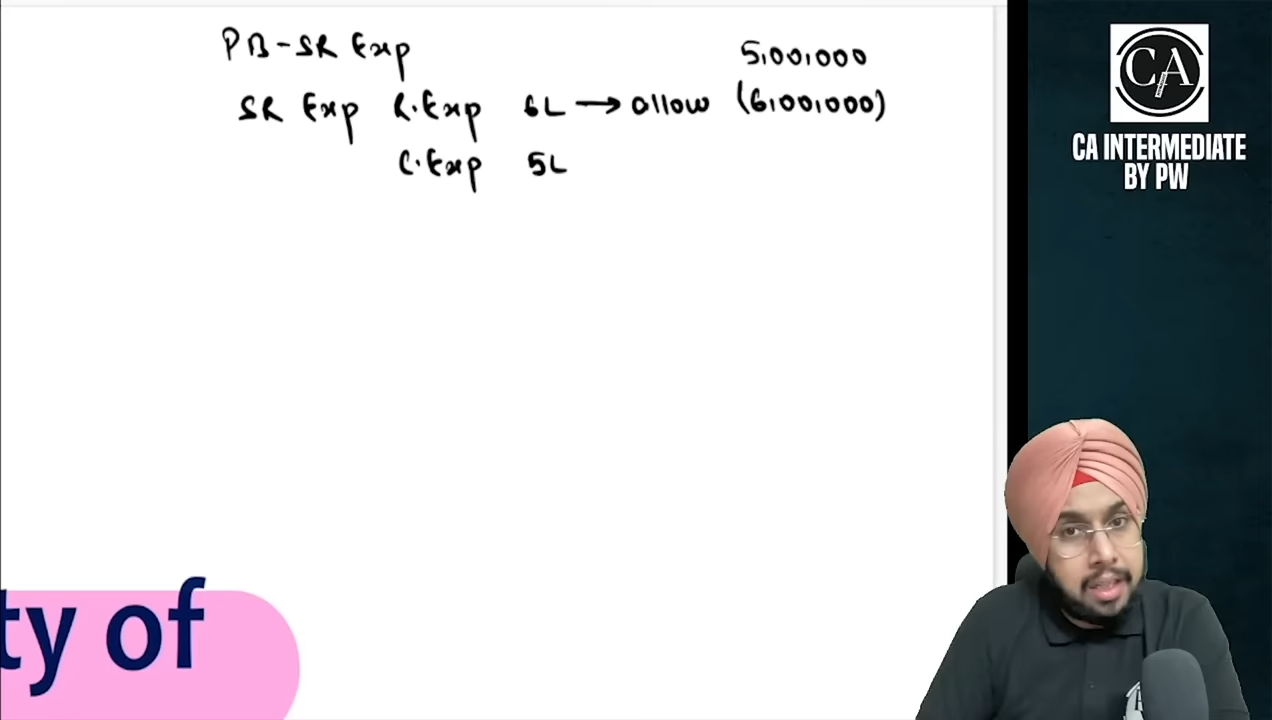 PB-SR Exp 5,00,000
SR Exp R.Exp 6L → allow (6,00,000)
C.Exp 5L
ty of
CA
CA INTERMEDIATE
BY PW